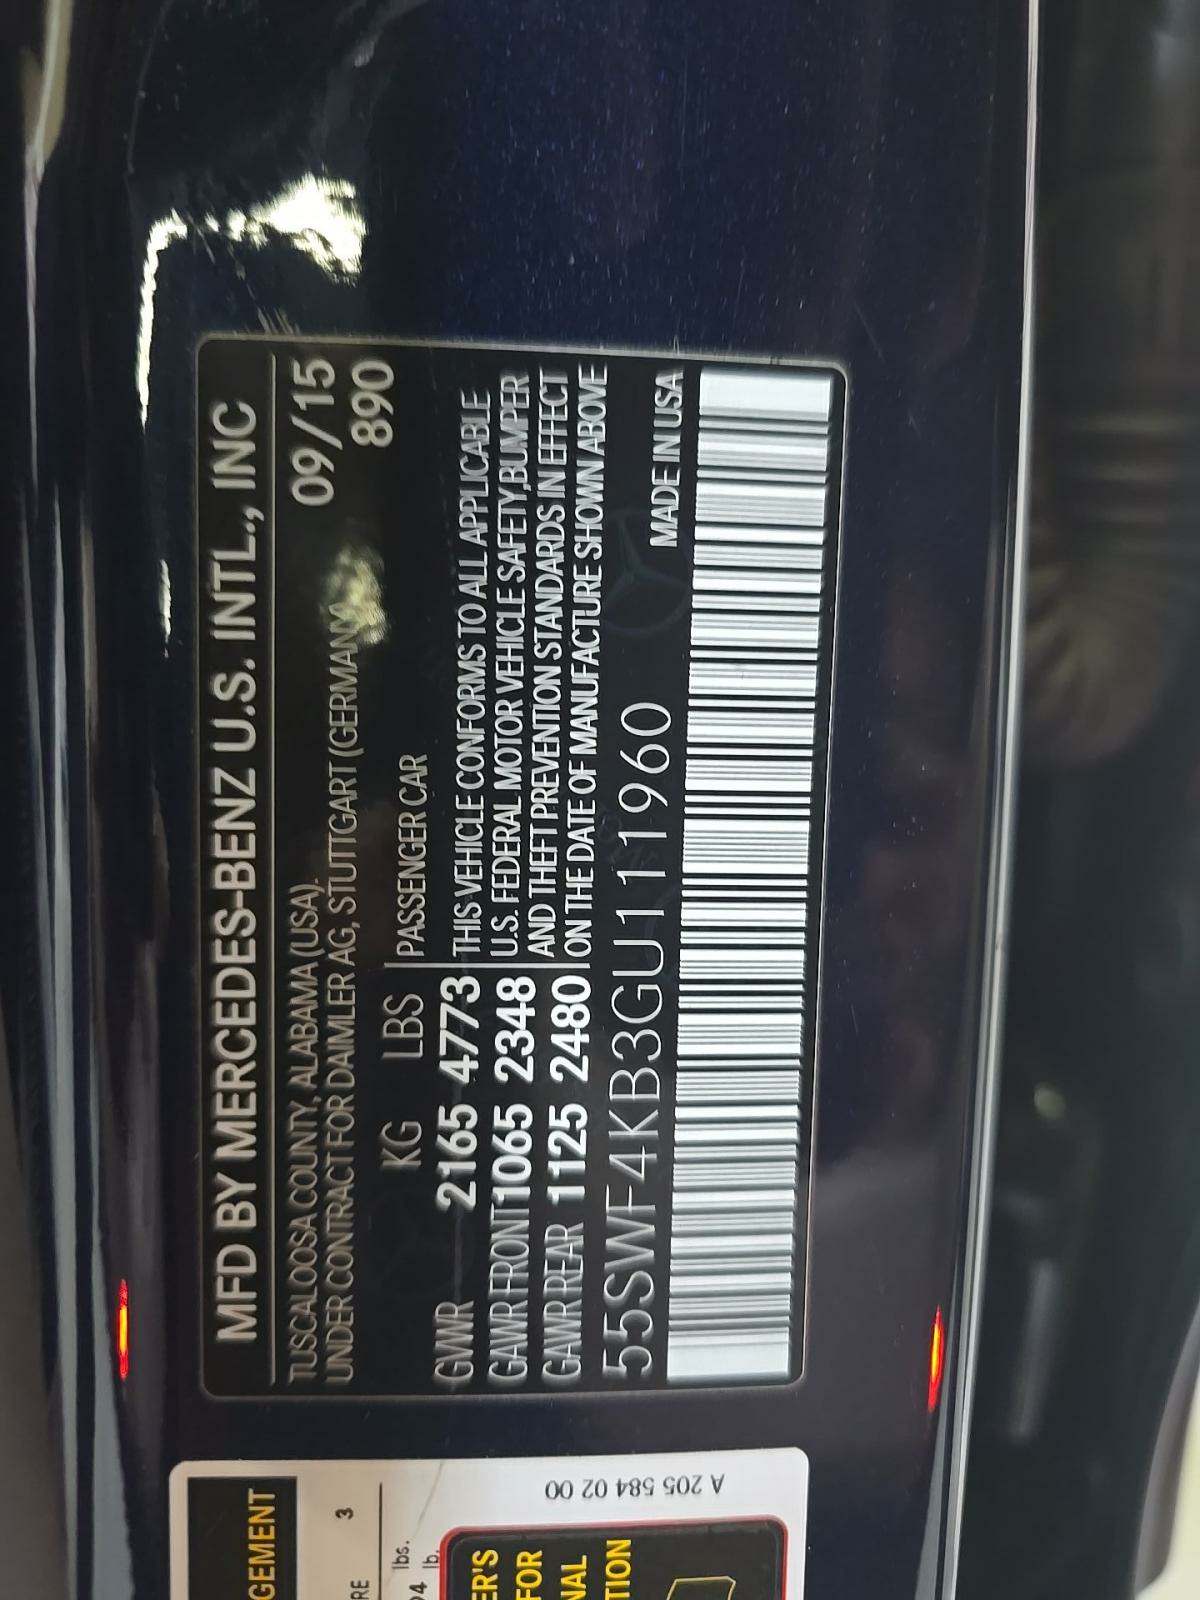 MFD BY MERCEDES-BENZ U.S. INTL., INC
TUSCALOOSA COUNTY, ALABAMA (USA). 09/15
UNDER CONTRACT FOR DAIMLER AG, STUTTGART (GERMANY) 890
KG LBS PASSENGER CAR
GVWR 2165 4773 THIS VEHICLE CONFORMS TO ALL APPLICABLE
GAWR FRONT 1065 2348 U.S. FEDERAL MOTOR VEHICLE SAFETY,BUMPER
AND THEFT PREVENTION STANDARDS IN EFFECT
GAWR REAR 1125 2480 ON THE DATE OF MANUFACTURE SHOWN ABOVE
55SWF4KB3GU111960 MADE IN USA
GEMENT
3
RE
lbs.
lb.
ER'S
FOR
NAL
TION
A 205 584 02 00